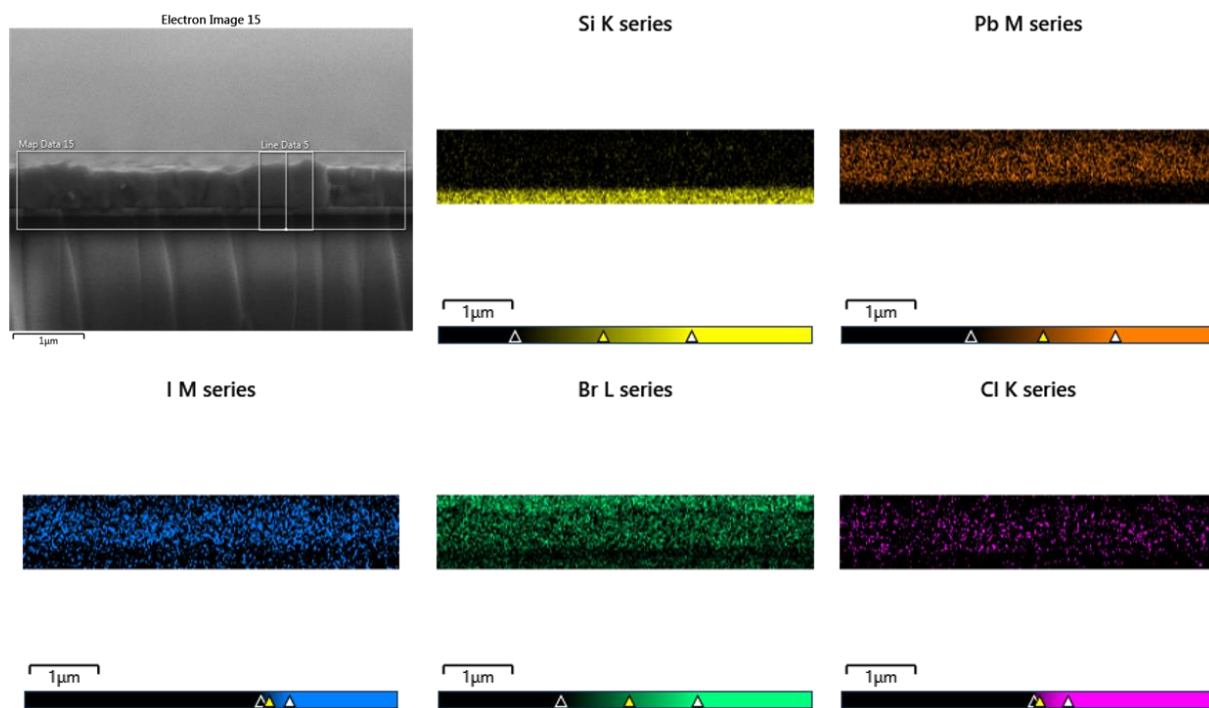 Electron Image 15
Map Data 15
Line Data 5
1µm
Si K series
1µm
Pb M series
1µm
I M series
1µm
Br L series
1µm
Cl K series
1µm